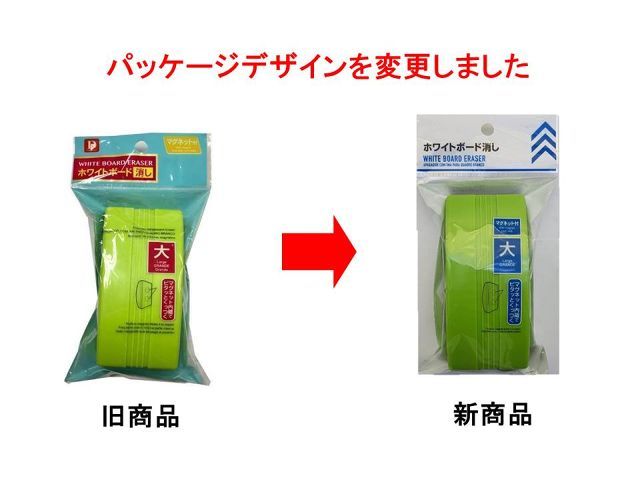 パッケージデザインを変更しました
マグネット付
WHITE BOARD ERASER
ホワイトボード消し
大
Large
GRANDE
Grande
マグネット内蔵で
ピタッとくっつく
旧商品
ホワイトボード消し
WHITE BOARD ERASER
マグネット付
大
Large
GRANDE
マグネット内蔵で
ピタッとくっつく
新商品